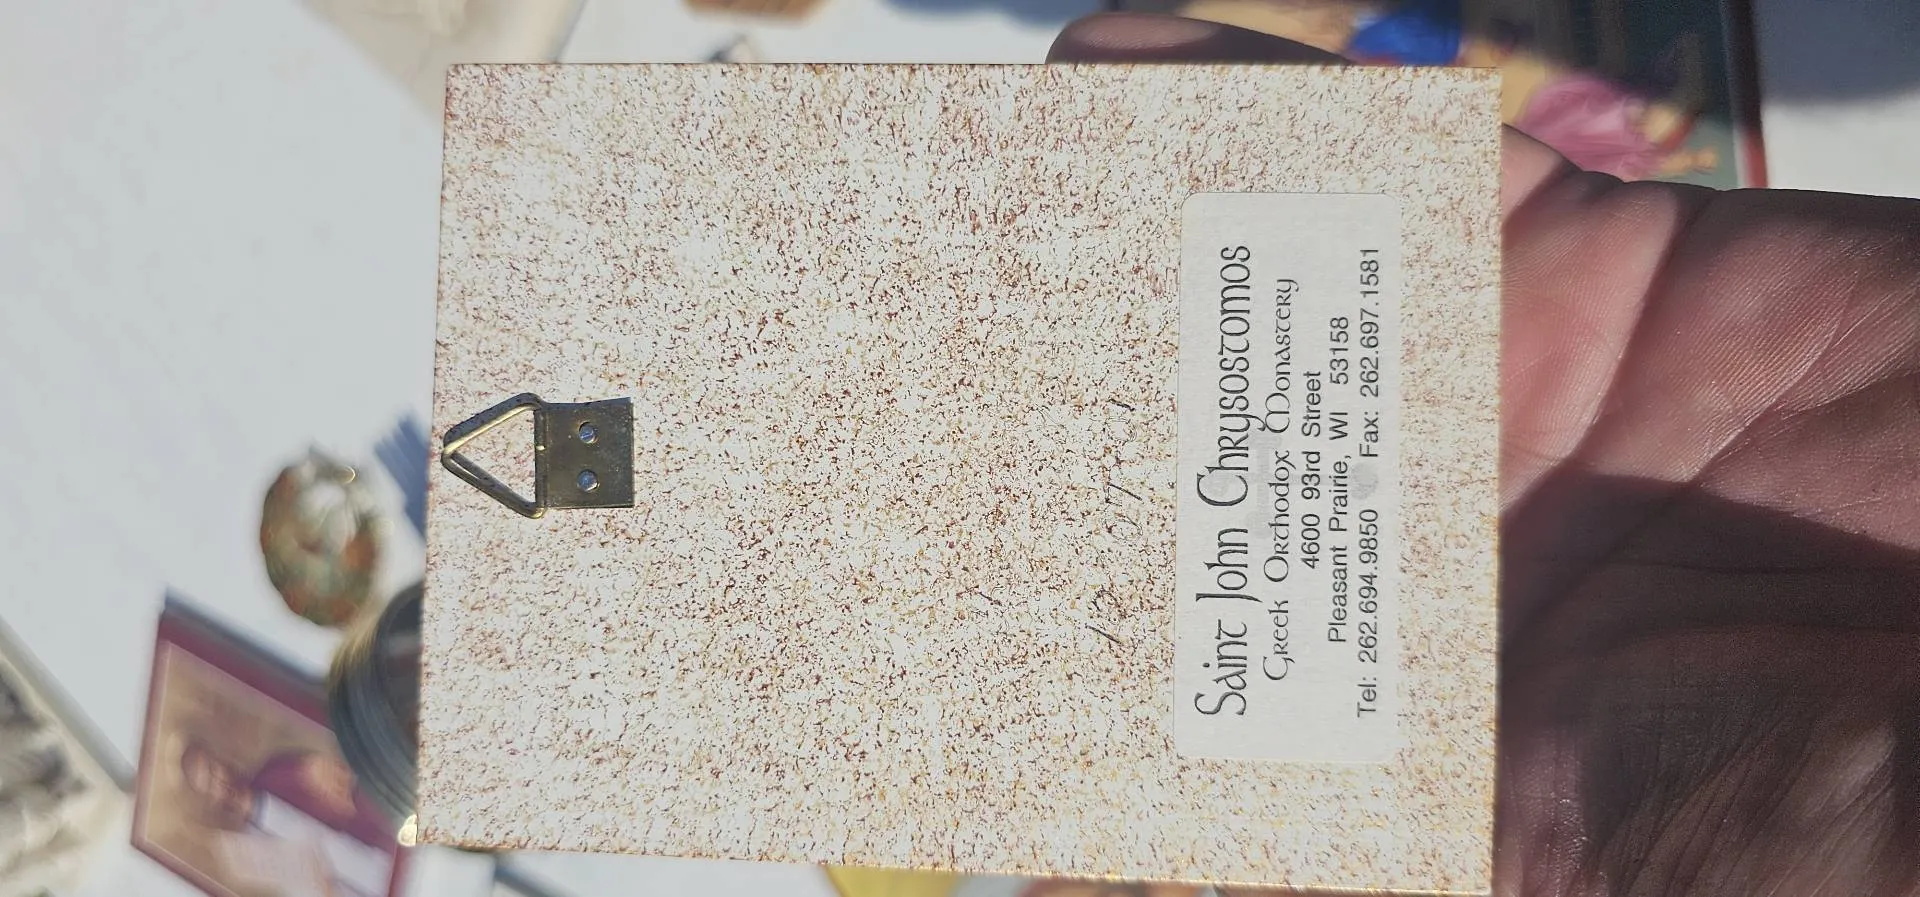 Saint John Chrysostomos
Greek Orthodox Monastery
4600 93rd Street
Pleasant Prairie, WI 53158
Tel: 262.694.9850 Fax: 262.697.1581